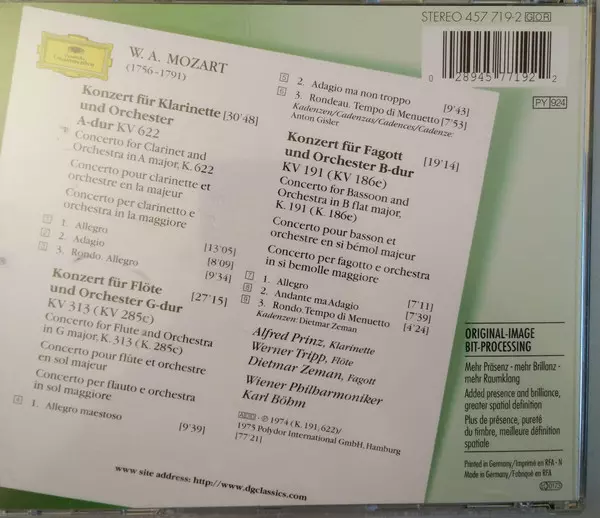 STEREO 457 719-2 GOR
0 28945 77192 2
PY 924
Deutsche Grammophon
W. A. MOZART
(1756-1791)
Konzert für Klarinette [30'48]
und Orchester
A-dur KV 622
Concerto for Clarinet and
Orchestra in A major, K. 622
Concerto pour clarinette et
orchestre en la majeur
Concerto per clarinetto e
orchestra in la maggiore
1 1. Allegro [13'05]
2 2. Adagio [8'09]
3 3. Rondo. Allegro [9'34]
Konzert für Flöte [27'15]
und Orchester G-dur
KV 313 (KV 285c)
Concerto for Flute and Orchestra
in G major, K. 313 (K. 285c)
Concerto pour flûte et orchestre
en sol majeur
Concerto per flauto e orchestra
in sol maggiore
4 1. Allegro maestoso [9'39]
5 2. Adagio ma non troppo [9'43]
6 3. Rondeau. Tempo di Menuetto [7'53]
Kadenzen/Cadenzas/Cadences/Cadenze:
Anton Gisler
Konzert für Fagott [19'14]
und Orchester B-dur
KV 191 (KV 186e)
Concerto for Bassoon and
Orchestra in B flat major,
K. 191 (K. 186e)
Concerto pour basson et
orchestre en si bémol majeur
Concerto per fagotto e orchestra
in si bemolle maggiore
7 1. Allegro [7'11]
8 2. Andante ma Adagio [7'39]
9 3. Rondo. Tempo di Menuetto [4'24]
Kadenzen: Dietmar Zeman
Alfred Prinz, Klarinette
Werner Tripp, Flöte
Dietmar Zeman, Fagott
Wiener Philharmoniker
Karl Böhm
ADD · ℗ 1974 (K. 191, 622)/
1975 Polydor International GmbH, Hamburg
[77'21]
www site address: http://www.dgclassics.com
ORIGINAL-IMAGE
BIT-PROCESSING
Mehr Präsenz - mehr Brillanz -
mehr Raumklang
Added presence and brilliance,
greater spatial definition
Plus de présence, pureté
du timbre, meilleure définition
spatiale
Printed in Germany/Imprimé en RFA · N
Made in Germany/Fabriqué en RFA